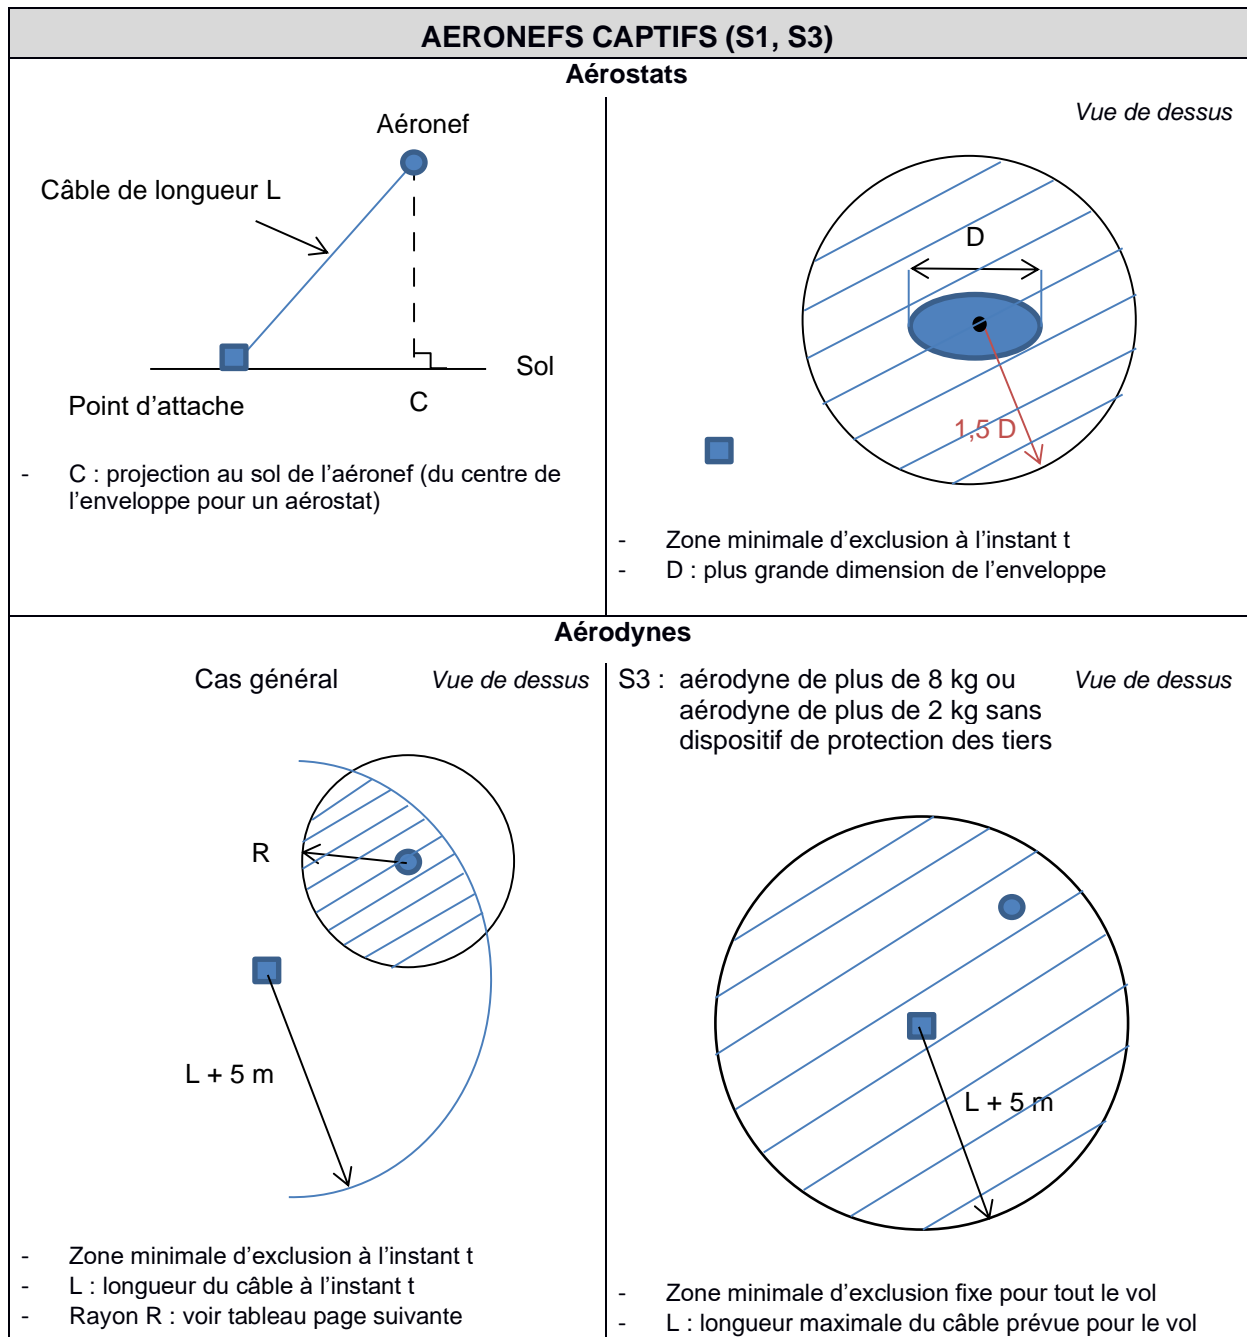 AERONEFS CAPTIFS (S1, S3)
Aérostats
Aéronef
Câble de longueur L
Sol
Point d’attache
C
- C : projection au sol de l’aéronef (du centre de
l’enveloppe pour un aérostat)
Vue de dessus
D
1,5 D
- Zone minimale d’exclusion à l’instant t
- D : plus grande dimension de l’enveloppe
Aérodynes
Cas général
Vue de dessus
R
L + 5 m
- Zone minimale d’exclusion à l’instant t
- L : longueur du câble à l’instant t
- Rayon R : voir tableau page suivante
S3 : aérodyne de plus de 8 kg ou
aérodyne de plus de 2 kg sans
dispositif de protection des tiers
Vue de dessus
L + 5 m
- Zone minimale d’exclusion fixe pour tout le vol
- L : longueur maximale du câble prévue pour le vol